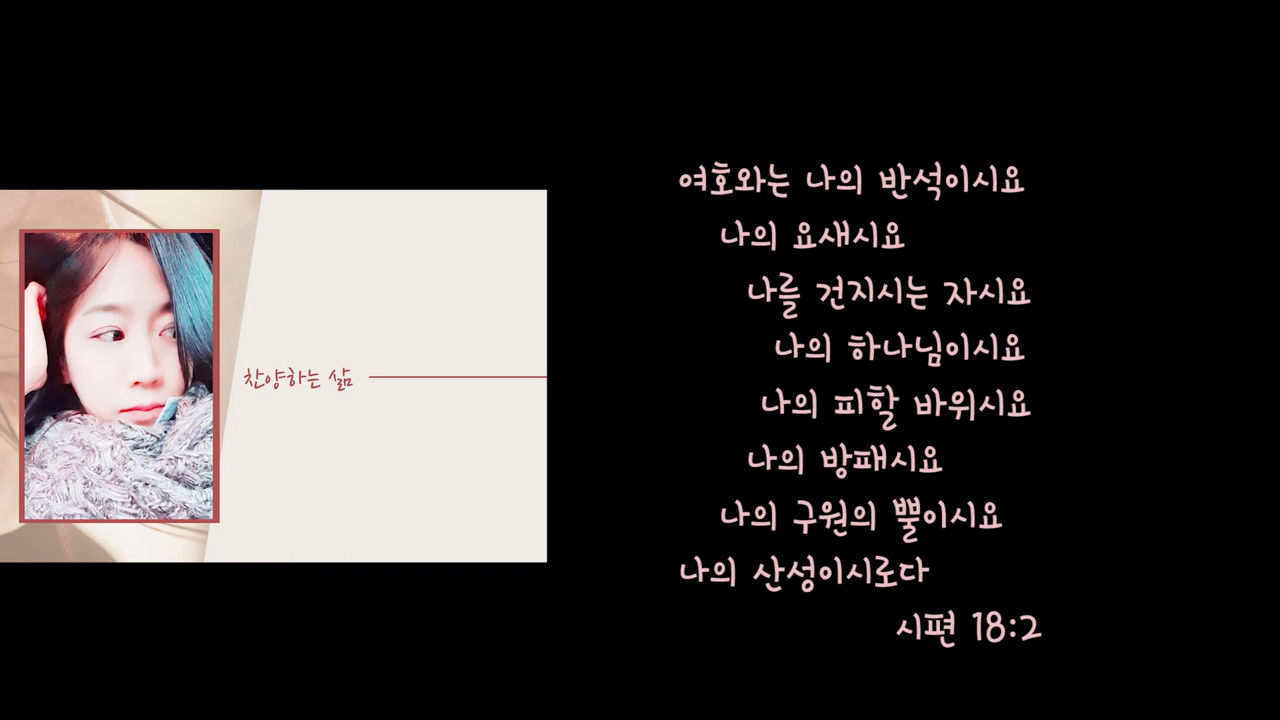 찬양하는 삶
여호와는 나의 반석이시요
나의 요새시요
나를 건지시는 자시요
나의 하나님이시요
나의 피할 바위시요
나의 방패시요
나의 구원의 뿔이시요
나의 산성이시로다
시편 18:2